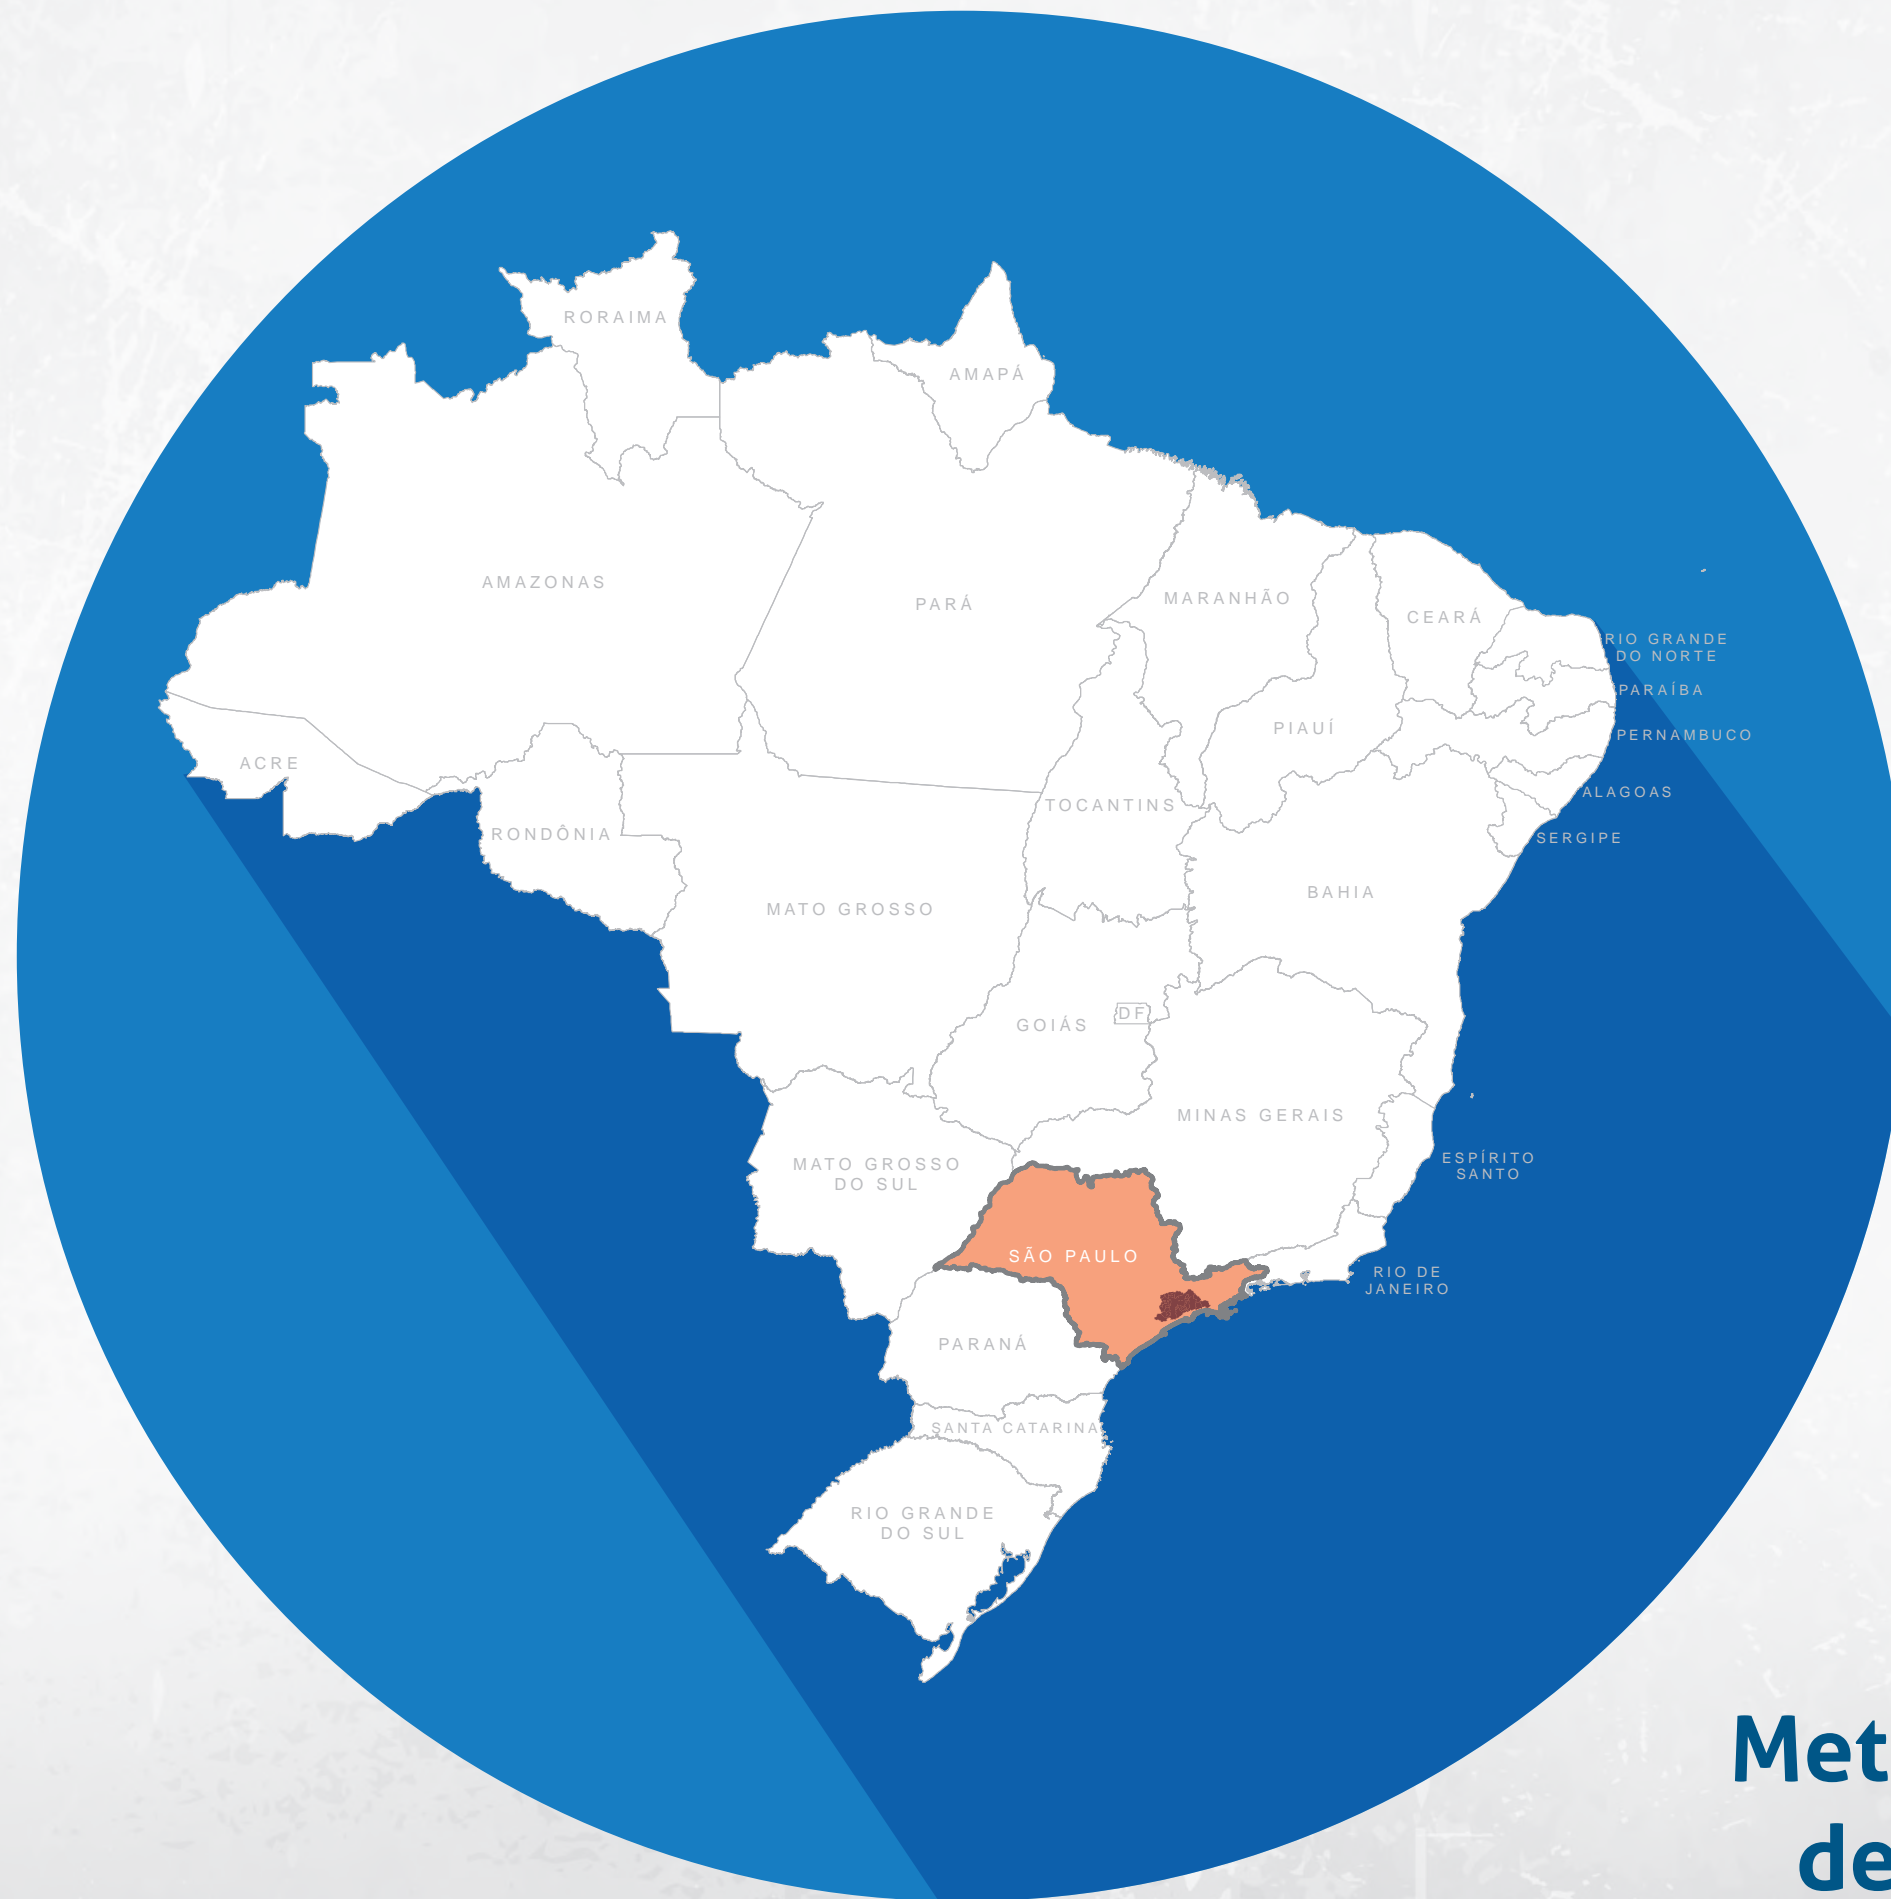 RORAIMA
AMAPÁ
AMAZONAS
PARÁ
MARANHÃO
CEARÁ
RIO GRANDE
DO NORTE
PARAÍBA
PIAUÍ
PERNAMBUCO
ACRE
ALAGOAS
TOCANTINS
RONDÔNIA
SERGIPE
BAHIA
MATO GROSSO
DF
GOIÁS
MINAS GERAIS
ESPÍRITO
SANTO
MATO GROSSO
DO SUL
SÃO PAULO
RIO DE
JANEIRO
PARANÁ
SANTA CATARINA
RIO GRANDE
DO SUL
Met
de